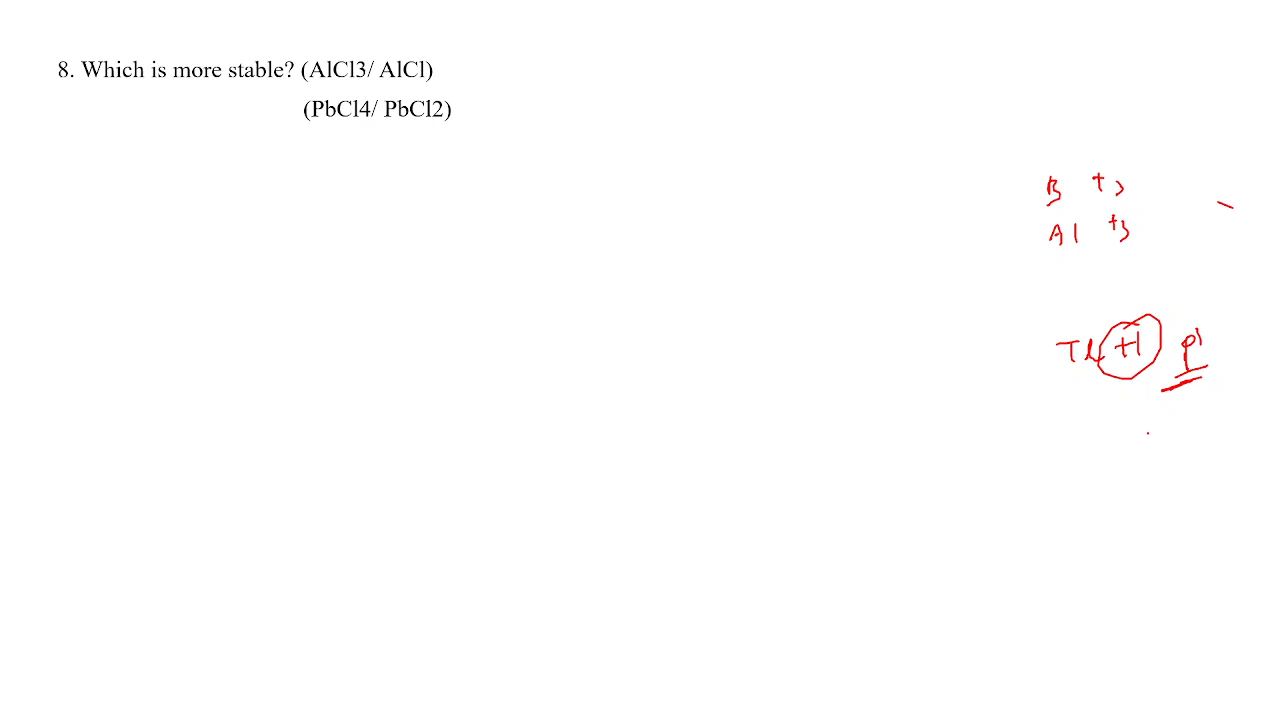 8. Which is more stable? (AlCl3/ AlCl)
(PbCl4/ PbCl2)
B +3
Al +3
Tl +1